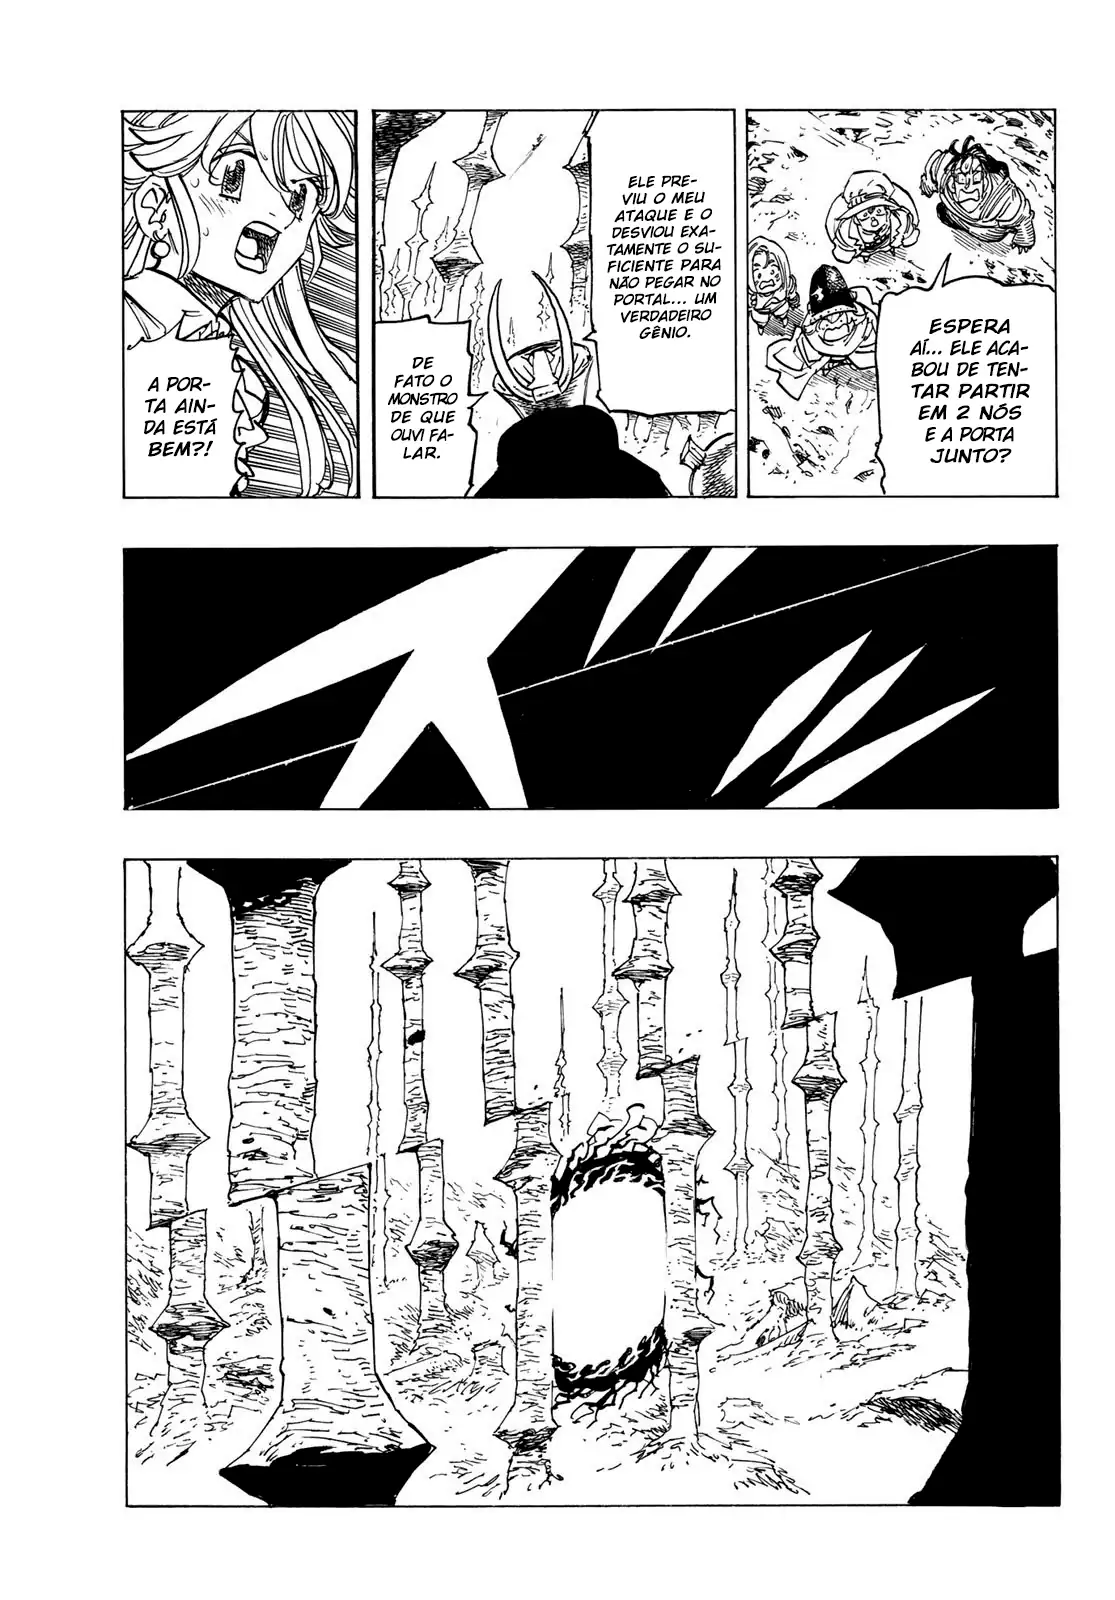 ESPERA
AÍ... ELE ACA-
BOU DE TEN-
TAR PARTIR
EM 2 NÓS
E A PORTA
JUNTO?
ELE PRE-
VIU O MEU
ATAQUE E O
DESVIOU EXA-
TAMENTE O SU-
FICIENTE PARA
NÃO PEGAR NO
PORTAL... UM
VERDADEIRO
GÊNIO.
DE
FATO O
MONSTRO
DE QUE
OUVI FA-
LAR.
A POR-
TA AIN-
DA ESTÁ
BEM?!